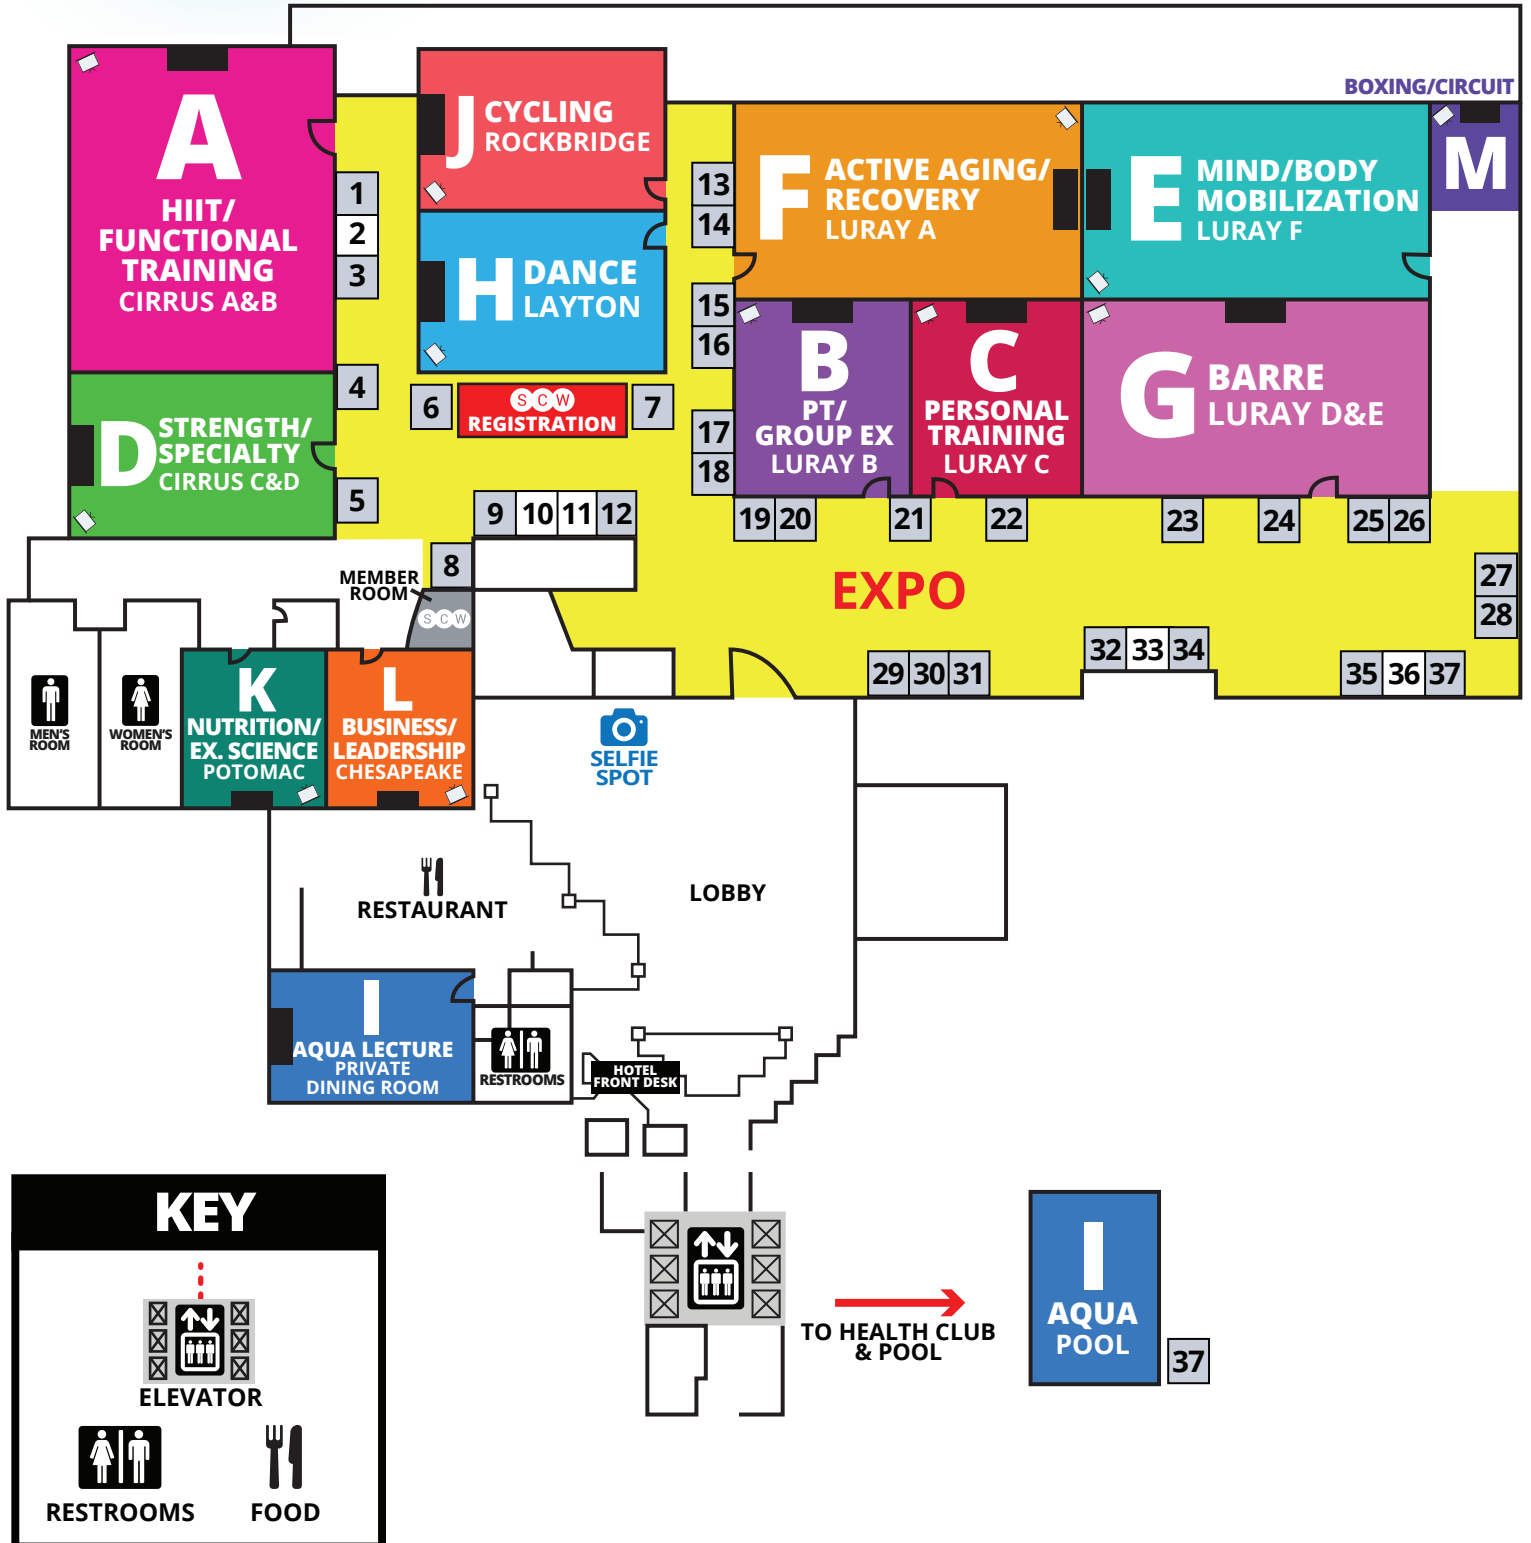 BOXING/CIRCUIT
A
HIIT/
FUNCTIONAL
TRAINING
CIRRUS A&B
J
CYCLING
ROCKBRIDGE
F
ACTIVE AGING/
RECOVERY
LURAY A
E
MIND/BODY
MOBILIZATION
LURAY F
M
1
2
3
13
14
H
DANCE
LAYTON
15
16
B
PT/
GROUP EX
LURAY B
C
PERSONAL
TRAINING
LURAY C
G
BARRE
LURAY D&E
4
5
D
STRENGTH/
SPECIALTY
CIRRUS C&D
6
SCW
REGISTRATION
7
17
18
9
10
11
12
19
20
21
22
23
24
25
26
8
MEMBER
ROOM
SCW
EXPO
27
28
29
30
31
32
33
34
35
36
37
MEN'S
ROOM
WOMEN'S
ROOM
K
NUTRITION/
EX. SCIENCE
POTOMAC
L
BUSINESS/
LEADERSHIP
CHESAPEAKE
SELFIE
SPOT
RESTAURANT
LOBBY
I
AQUA LECTURE
PRIVATE
DINING ROOM
RESTROOMS
HOTEL
FRONT DESK
KEY
ELEVATOR
RESTROOMS
FOOD
TO HEALTH CLUB
& POOL
I
AQUA
POOL
37